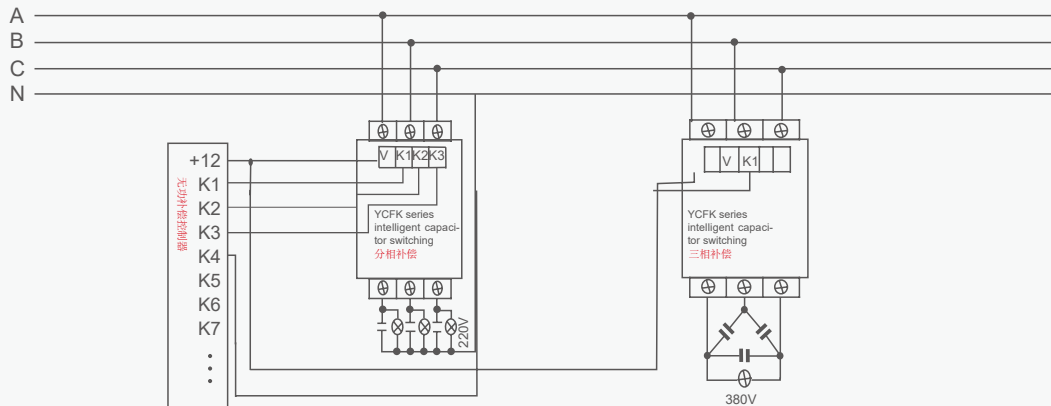 A
B
C
N
无功补偿控制器
+12
K1
K2
K3
K4
K5
K6
K7
V K1 K2 K3
YCFK series
intelligent capaci-
tor switching
分相补偿
220V
V K1
YCFK series
intelligent capaci-
tor switching
三相补偿
380V